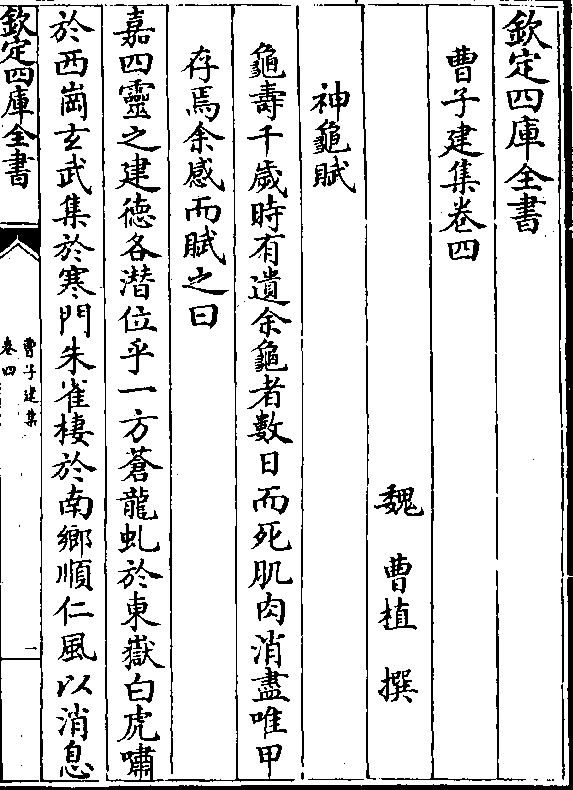 欽定四庫全書
曹子建集卷四
魏　曹植　撰
神龜賦
龜壽千歲時有遺余龜者數日而死肌肉消盡唯甲
存焉余感而賦之曰
嘉四靈之建德各潛位乎一方蒼龍虬於東嶽白虎嘯
於西崗玄武集於寒門朱雀棲於南鄉順仁風以消息
欽定四庫全書
曹子建集
卷四
一